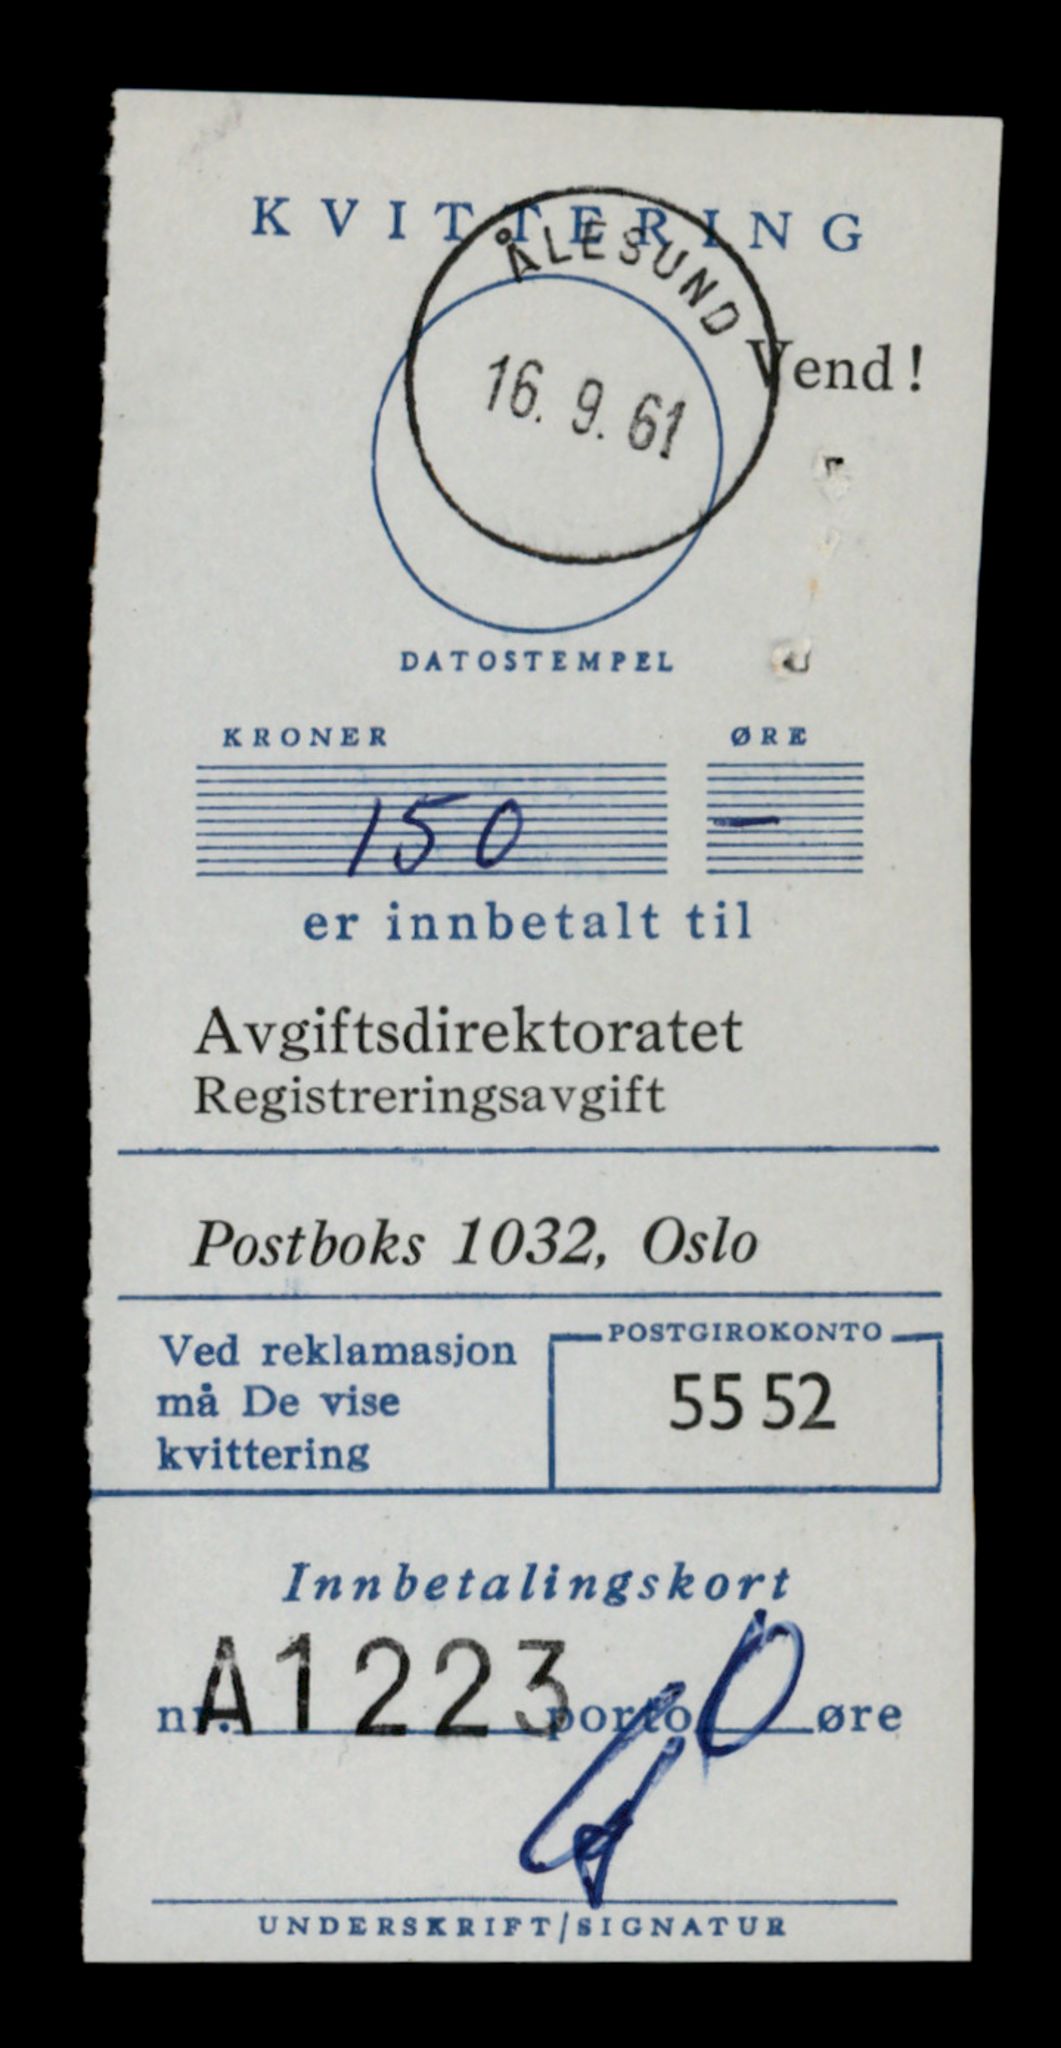 KVITTERING
ÅLESUND
Vend!
16. 9. 61
DATOSTEMPEL
KRONER ØRE
150 —
er innbetalt til
Avgiftsdirektoratet
Registreringsavgift
Postboks 1032, Oslo
Ved reklamasjon
må De vise
kvittering
POSTGIROKONTO
55 52
Innbetalingskort
nr. A1223 porto øre
UNDERSKRIFT/SIGNATUR